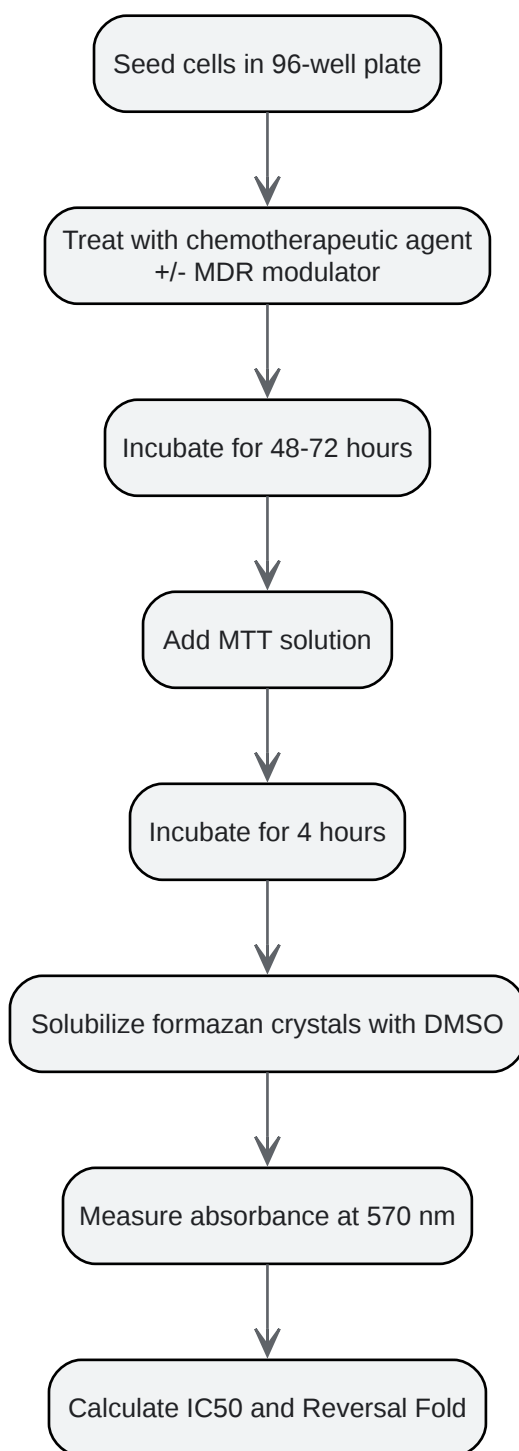 Seed cells in 96-well plate
Treat with chemotherapeutic agent
+/- MDR modulator
Incubate for 48-72 hours
Add MTT solution
Incubate for 4 hours
Solubilize formazan crystals with DMSO
Measure absorbance at 570 nm
Calculate IC50 and Reversal Fold